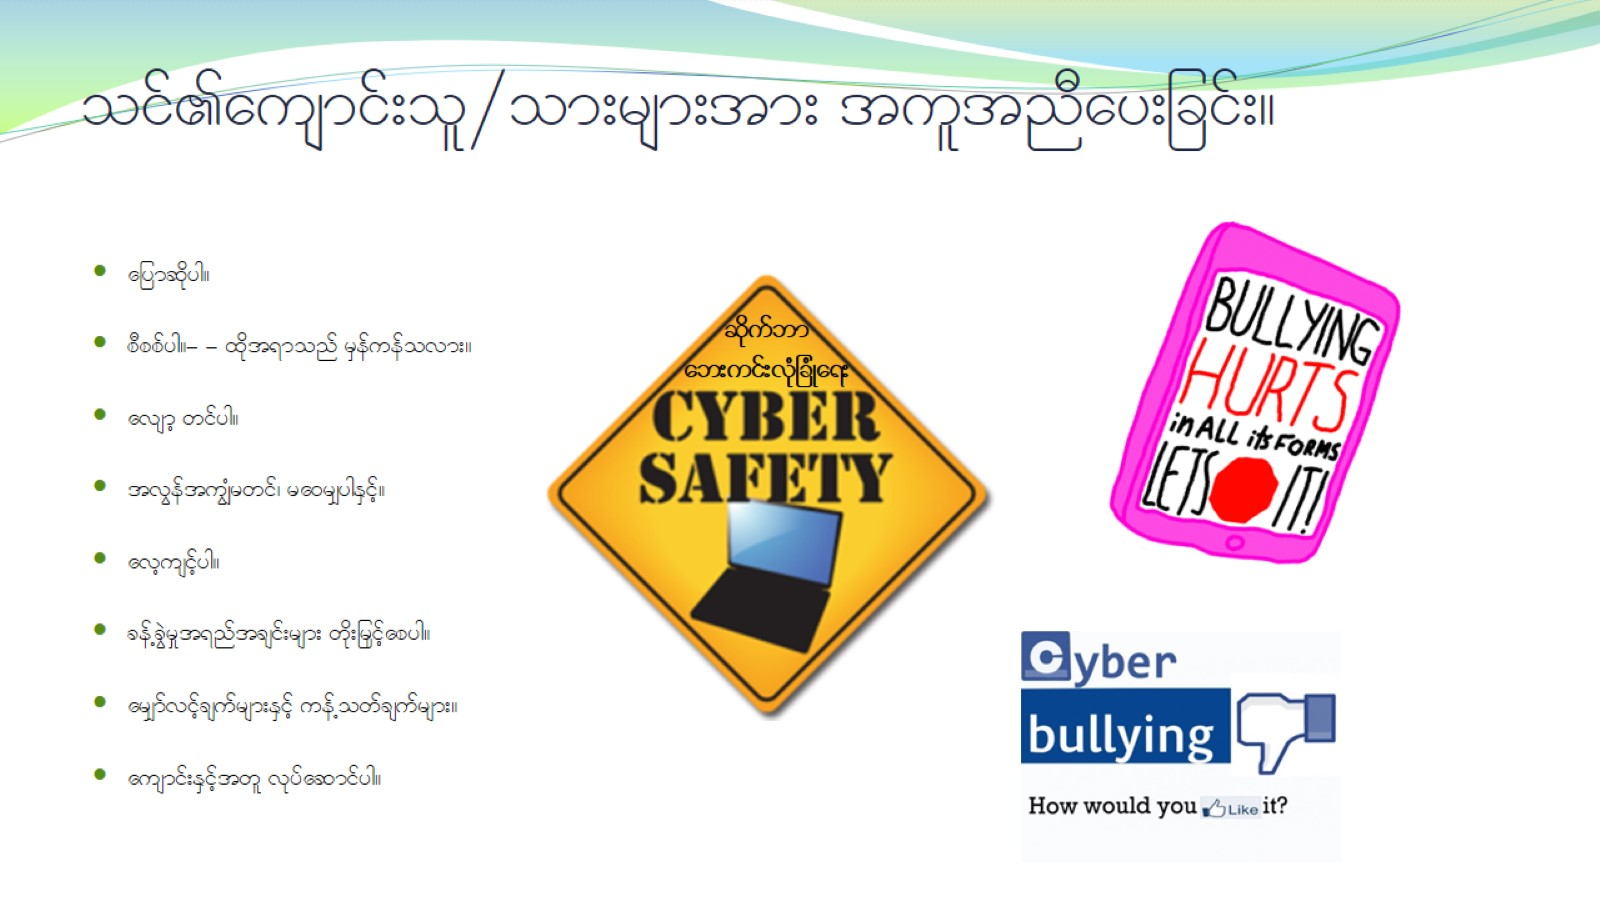 သင်၏ကျောင်းသူ/သားများအား အကူအညီပေးခြင်း။
ပြောဆိုပါ။
စီစစ်ပါ။– – ထိုအရာသည် မှန်ကန်သလား။
လျော့ တင်ပါ။
အလွန်အကျွံမတင်၊ မဝေမျှပါနှင့်။
လေ့ကျင့်ပါ။
ခန့်ခွဲမှုအရည်အချင်းများ တိုးမြှင့်စေပါ။
မျှော်လင့်ချက်များနှင့် ကန့်သတ်ချက်များ။
ကျောင်းနှင့်အတူ လုပ်ဆောင်ပါ။
ဆိုက်ဘာ
ဘေးကင်းလုံခြုံရေး
CYBER
SAFETY
BULLYING
HURTS
in ALL its FORMS
LETS IT!
Cyber
bullying
How would you Like it?